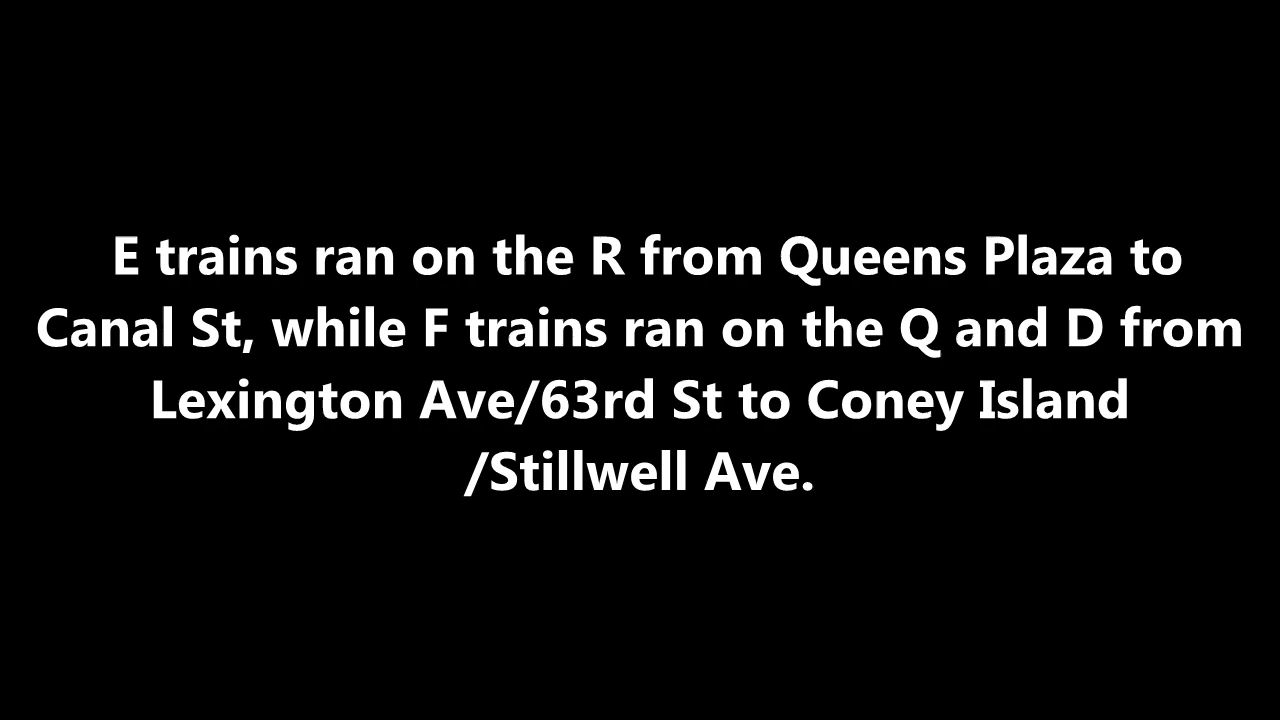 E trains ran on the R from Queens Plaza to
Canal St, while F trains ran on the Q and D from
Lexington Ave/63rd St to Coney Island
/Stillwell Ave.